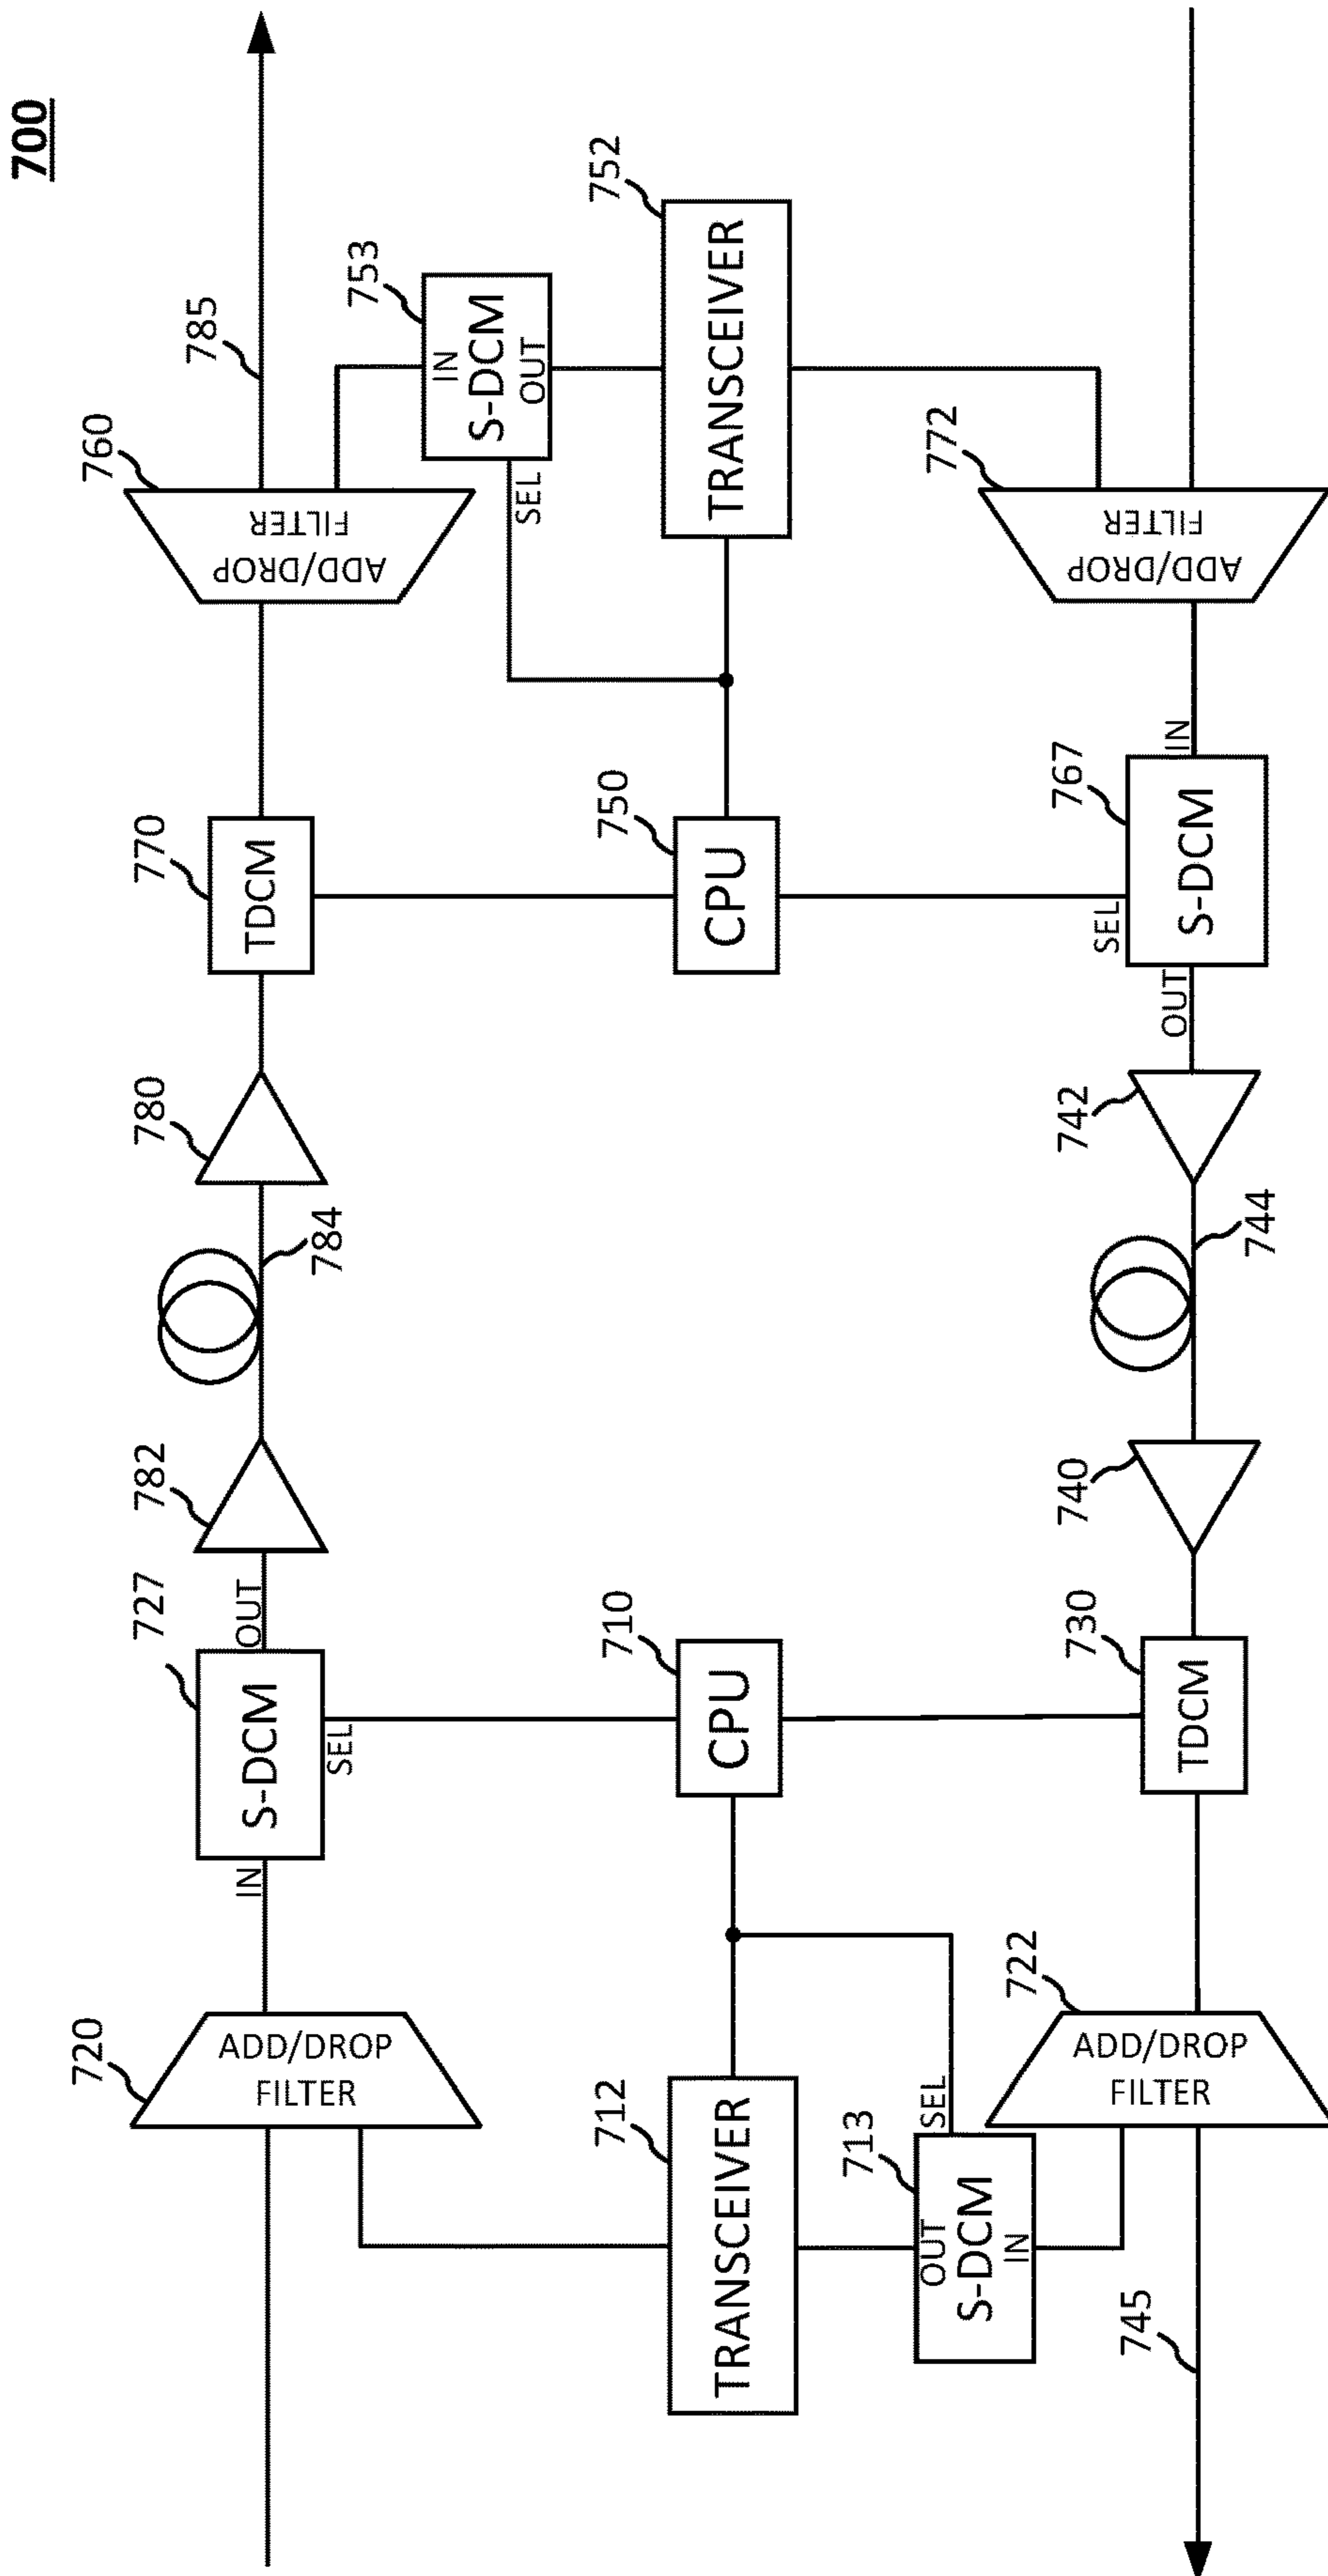 700
720
ADD/DROP
FILTER
IN
727
S-DCM
SEL
OUT
782
784
780
770
TDCM
760
ADD/DROP
FILTER
785
753
IN
S-DCM
OUT
SEL
752
TRANSCEIVER
750
CPU
710
CPU
712
TRANSCEIVER
713
OUT
S-DCM
IN
SEL
722
ADD/DROP
FILTER
745
730
TDCM
740
744
742
OUT
767
S-DCM
SEL
IN
772
ADD/DROP
FILTER